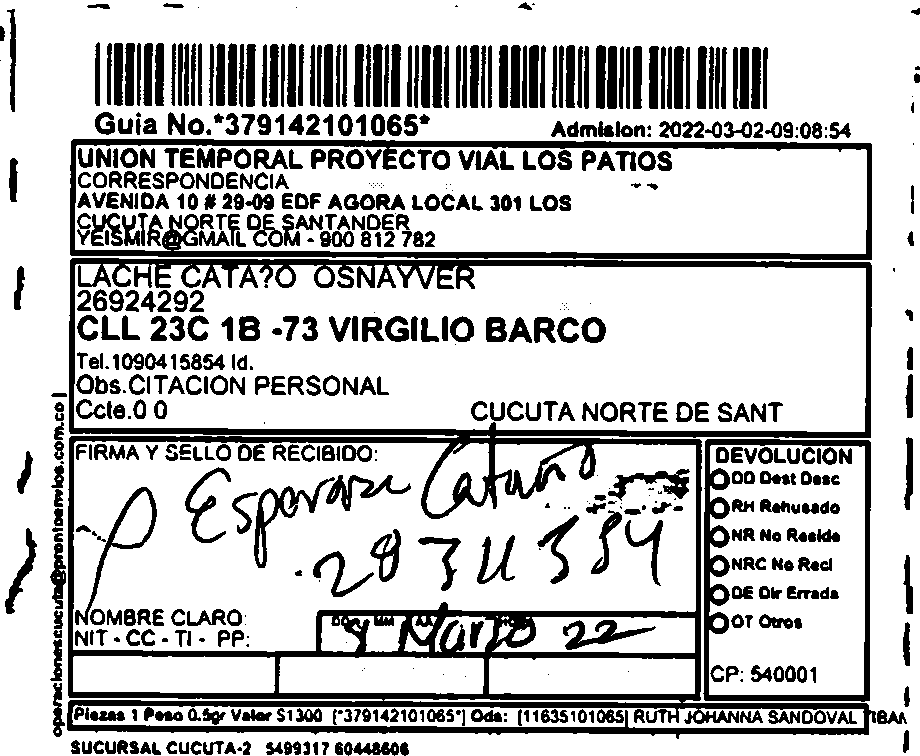 Guia No.*379142101065*
Admision: 2022-03-02-09:08:54
UNION TEMPORAL PROYECTO VIAL LOS PATIOS
CORRESPONDENCIA
AVENIDA 10 # 29-09 EDF AGORA LOCAL 301 LOS
CUCUTA NORTE DE SANTANDER
YEISMIR@GMAIL COM - 900 812 782
LACHE CATA?O OSNAYVER
26924292
CLL 23C 1B -73 VIRGILIO BARCO
Tel.1090415854 Id.
Obs.CITACION PERSONAL
Ccte.0 0
CUCUTA NORTE DE SANT
operacionescucuta@prontoenvios.com.co
FIRMA Y SELLO DE RECIBIDO:
Esperanza Cataño
NOMBRE CLARO:
NIT - CC - TI - PP:
8 Marzo 22
DEVOLUCION
DD Dest Desc
RH Rehusado
NR No Reside
NRC No Recl
DE Dir Errada
OT Otros
CP: 540001
Piezas 1 Peso 0.5gr Valor $1300 [*379142101065*] Ods: [11635101065] RUTH JOHANNA SANDOVAL
SUCURSAL CUCUTA-2 5499317 60448606